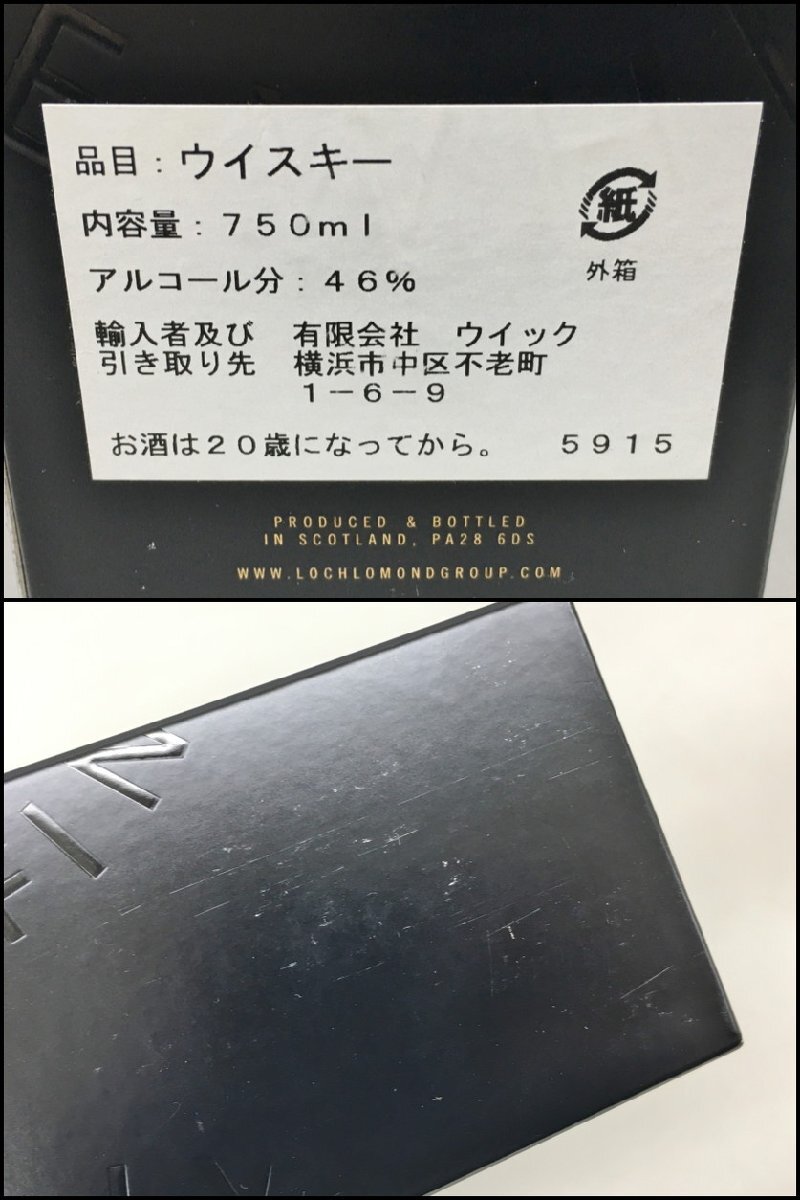 品目：ウイスキー
内容量：７５０ｍｌ
アルコール分：４６％
紙
外箱
輸入者及び　有限会社　ウイック
引き取り先　横浜市中区不老町
１－６－９
お酒は２０歳になってから。　５９１５
PRODUCED & BOTTLED
IN SCOTLAND, PA28 6DS
WWW.LOCHLOMONDGROUP.COM